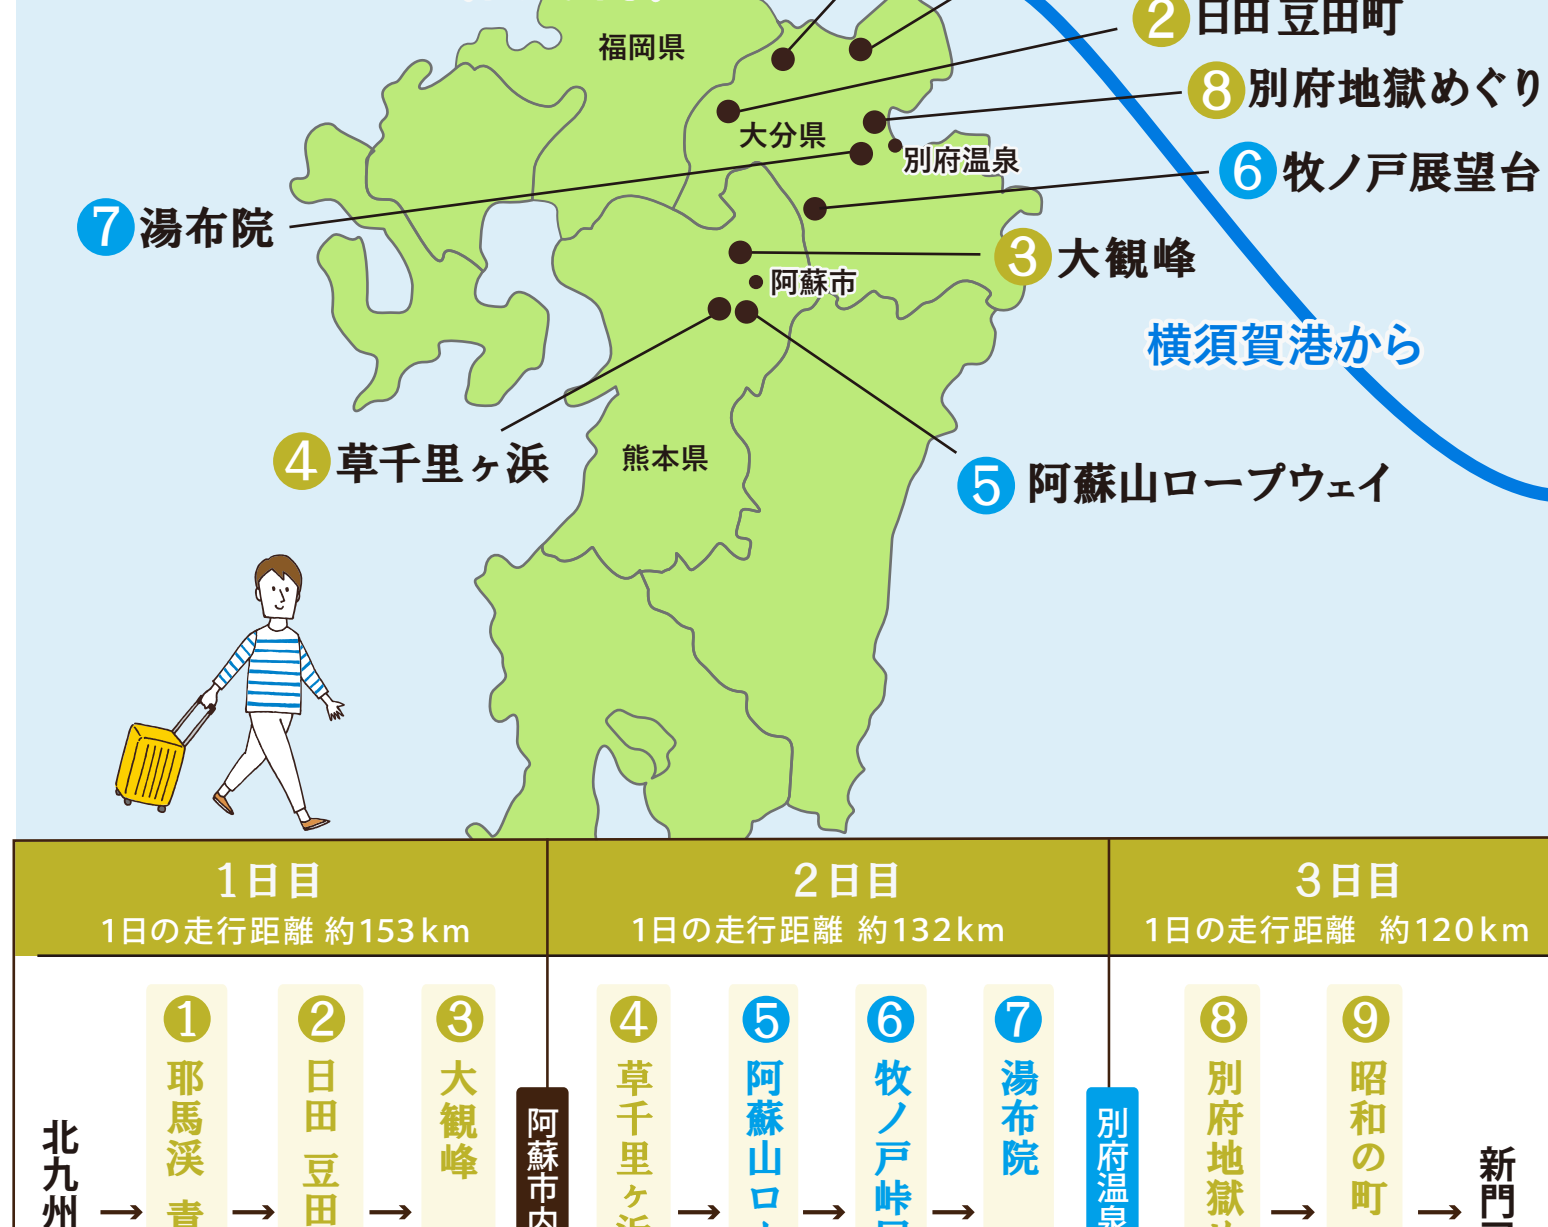 福岡県
② 日田 豆田町
⑧ 別府地獄めぐり
大分県
別府温泉
⑥ 牧ノ戸展望台
⑦ 湯布院
③ 大観峰
阿蘇市
横須賀港から
④ 草千里ヶ浜
熊本県
⑤ 阿蘇山ロープウェイ
1日目
1日の走行距離 約153km
2日目
1日の走行距離 約132km
3日目
1日の走行距離 約120km
北九州
→
① 耶馬渓 青
→
② 日田 豆田
→
③ 大観峰
阿蘇市内
④ 草千里ヶ浜
→
⑤ 阿蘇山ロ
→
⑥ 牧ノ戸峠
→
⑦ 湯布院
別府温泉
⑧ 別府地獄め
→
⑨ 昭和の町
→
新門